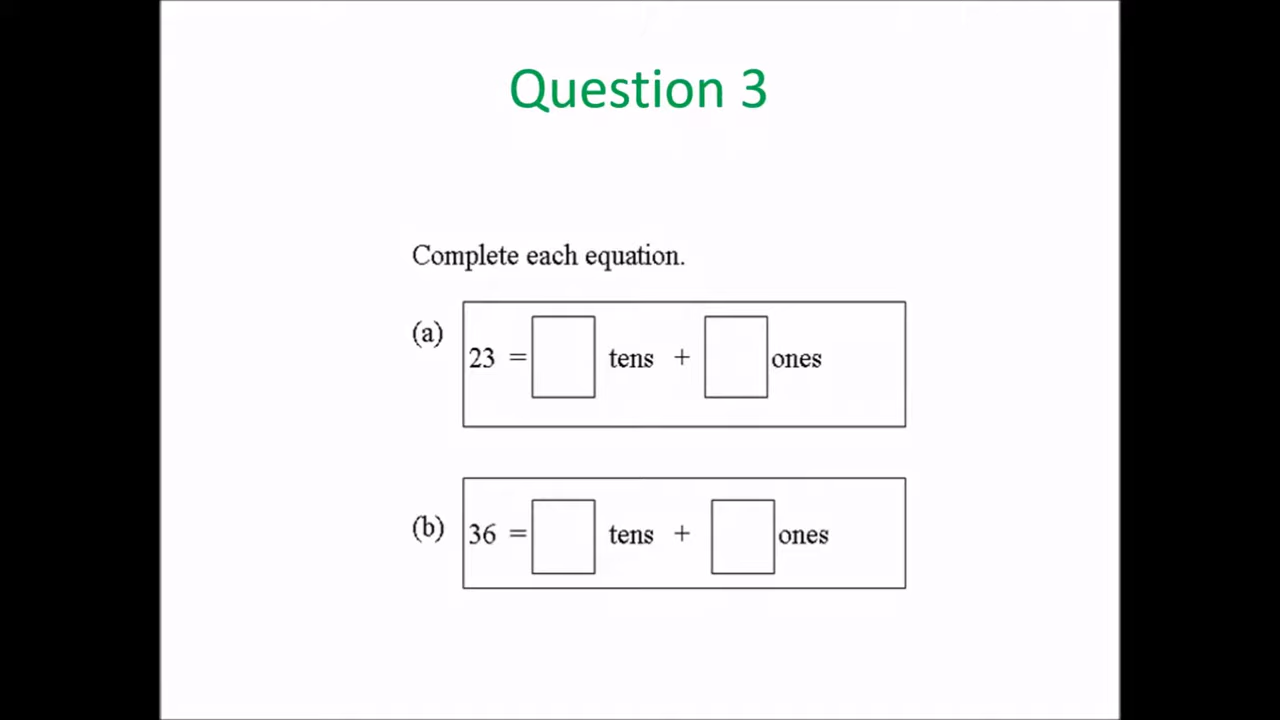 Question 3
Complete each equation.
(a) 23 = tens + ones
(b) 36 = tens + ones